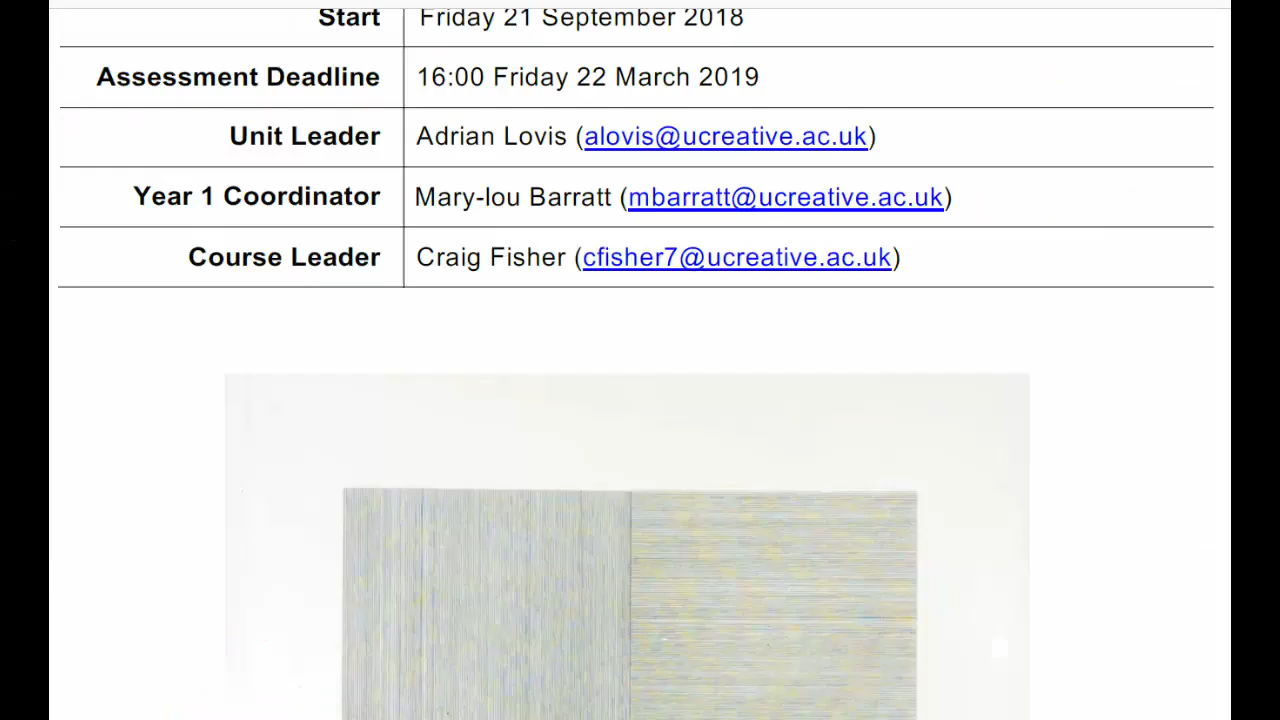 Start Friday 21 September 2018
Assessment Deadline 16:00 Friday 22 March 2019
Unit Leader Adrian Lovis (alovis@ucreative.ac.uk)
Year 1 Coordinator Mary-lou Barratt (mbarratt@ucreative.ac.uk)
Course Leader Craig Fisher (cfisher7@ucreative.ac.uk)